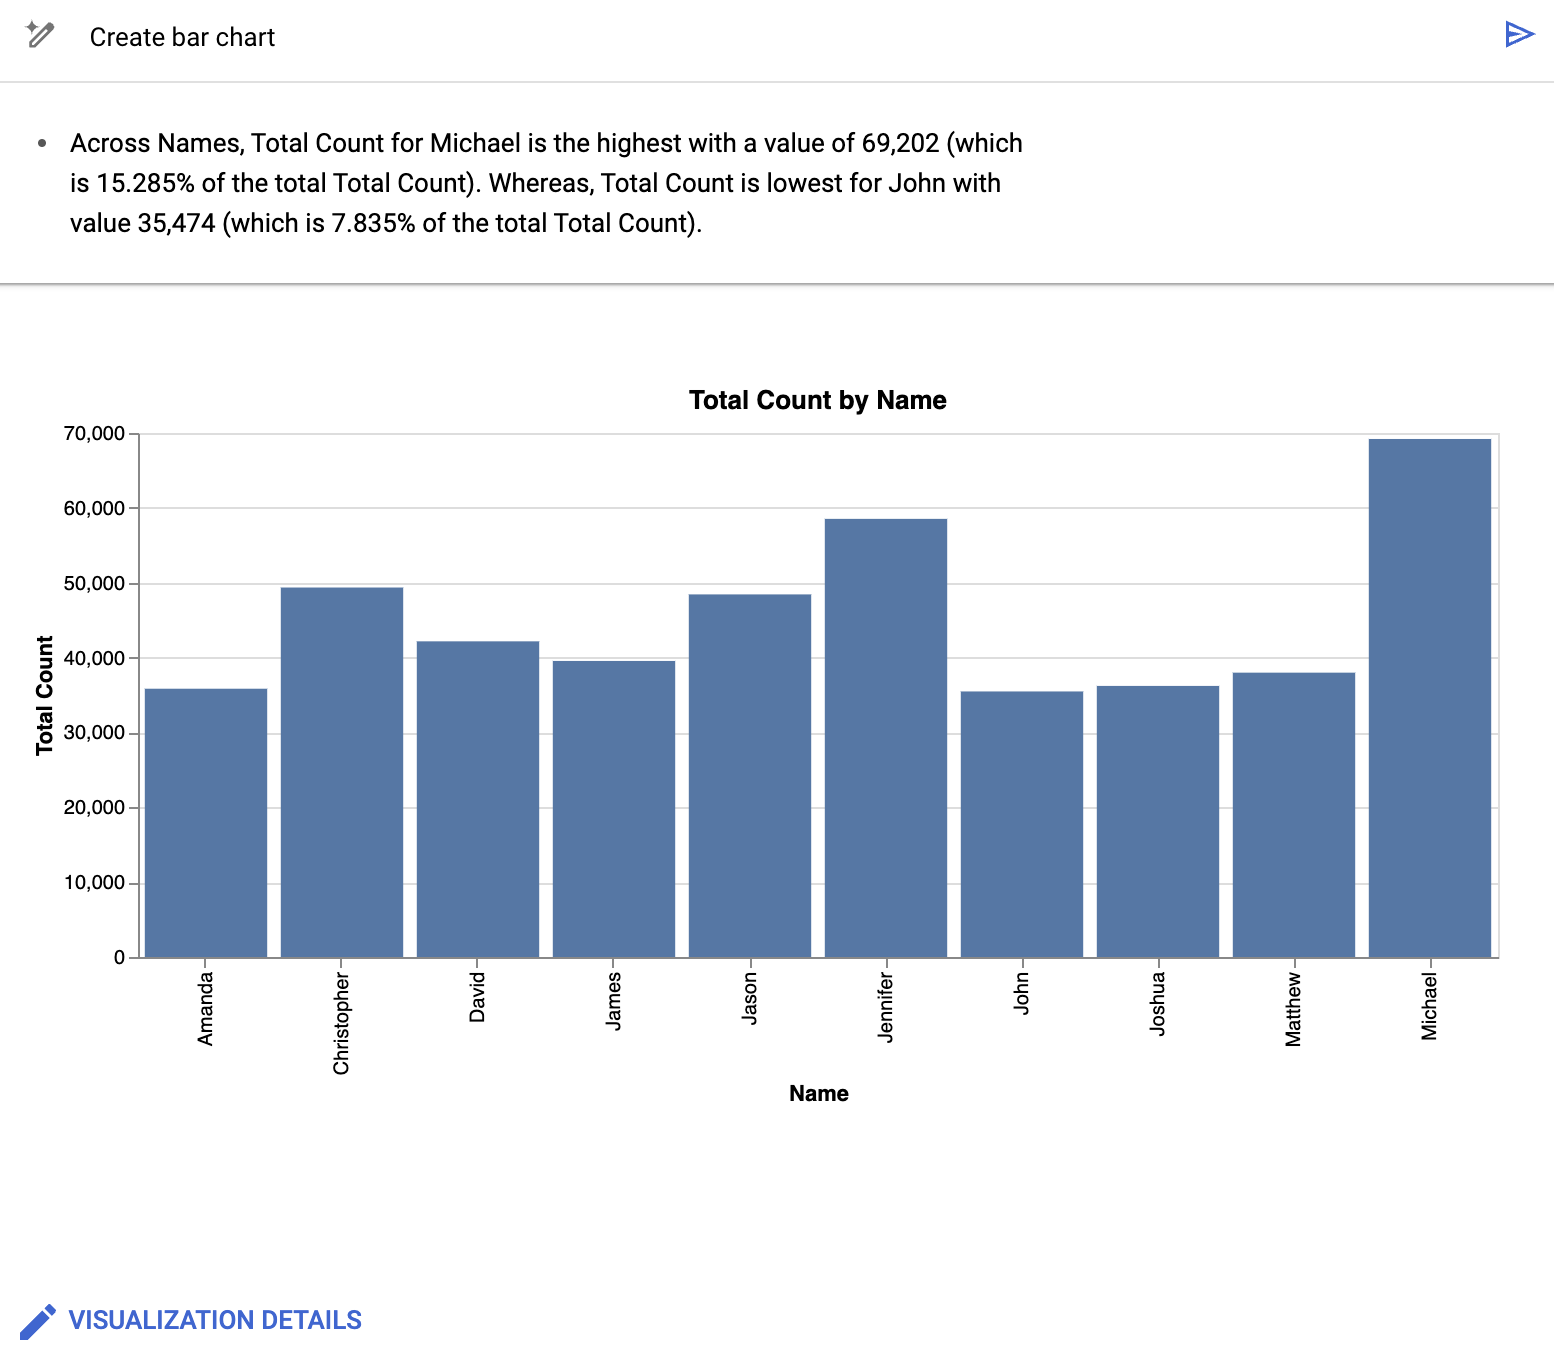 Create bar chart
Across Names, Total Count for Michael is the highest with a value of 69,202 (which
is 15.285% of the total Total Count). Whereas, Total Count is lowest for John with
value 35,474 (which is 7.835% of the total Total Count).
Total Count by Name
70,000
60,000
50,000
40,000
30,000
20,000
10,000
0
Total Count
Amanda
Christopher
David
James
Jason
Jennifer
John
Joshua
Matthew
Michael
Name
VISUALIZATION DETAILS